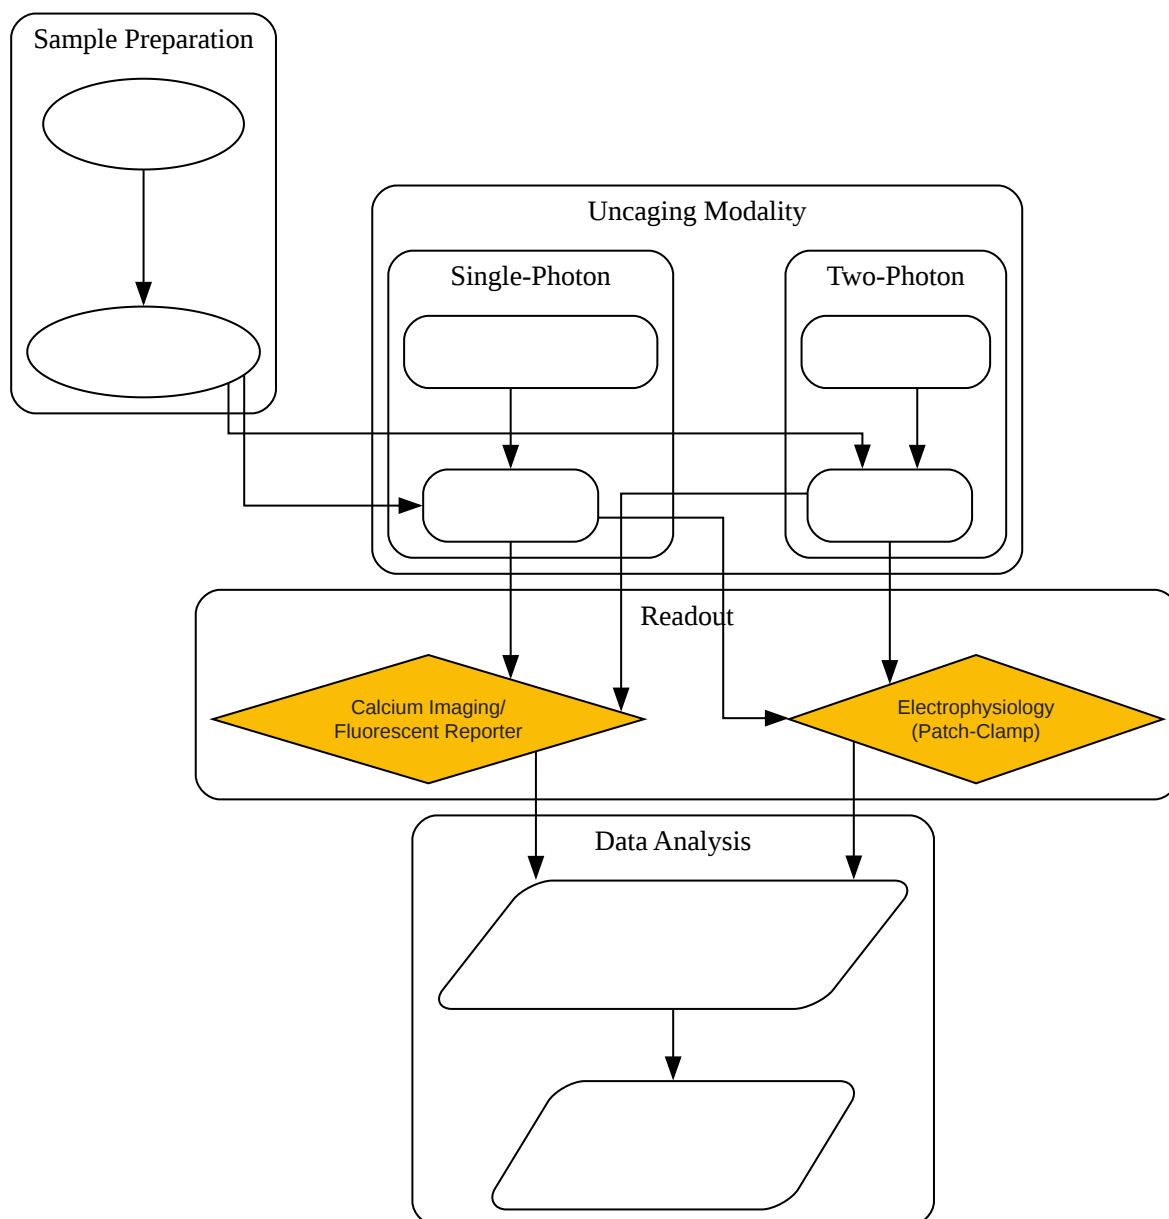 Sample Preparation
Uncaging Modality
Single-Photon
Two-Photon
Readout
Calcium Imaging/
Fluorescent Reporter
Electrophysiology
(Patch-Clamp)
Data Analysis